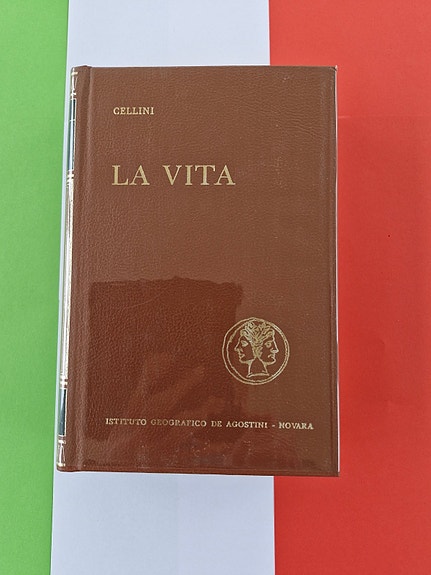 CELLINI
LA VITA
ISTITUTO GEOGRAFICO DE AGOSTINI - NOVARA